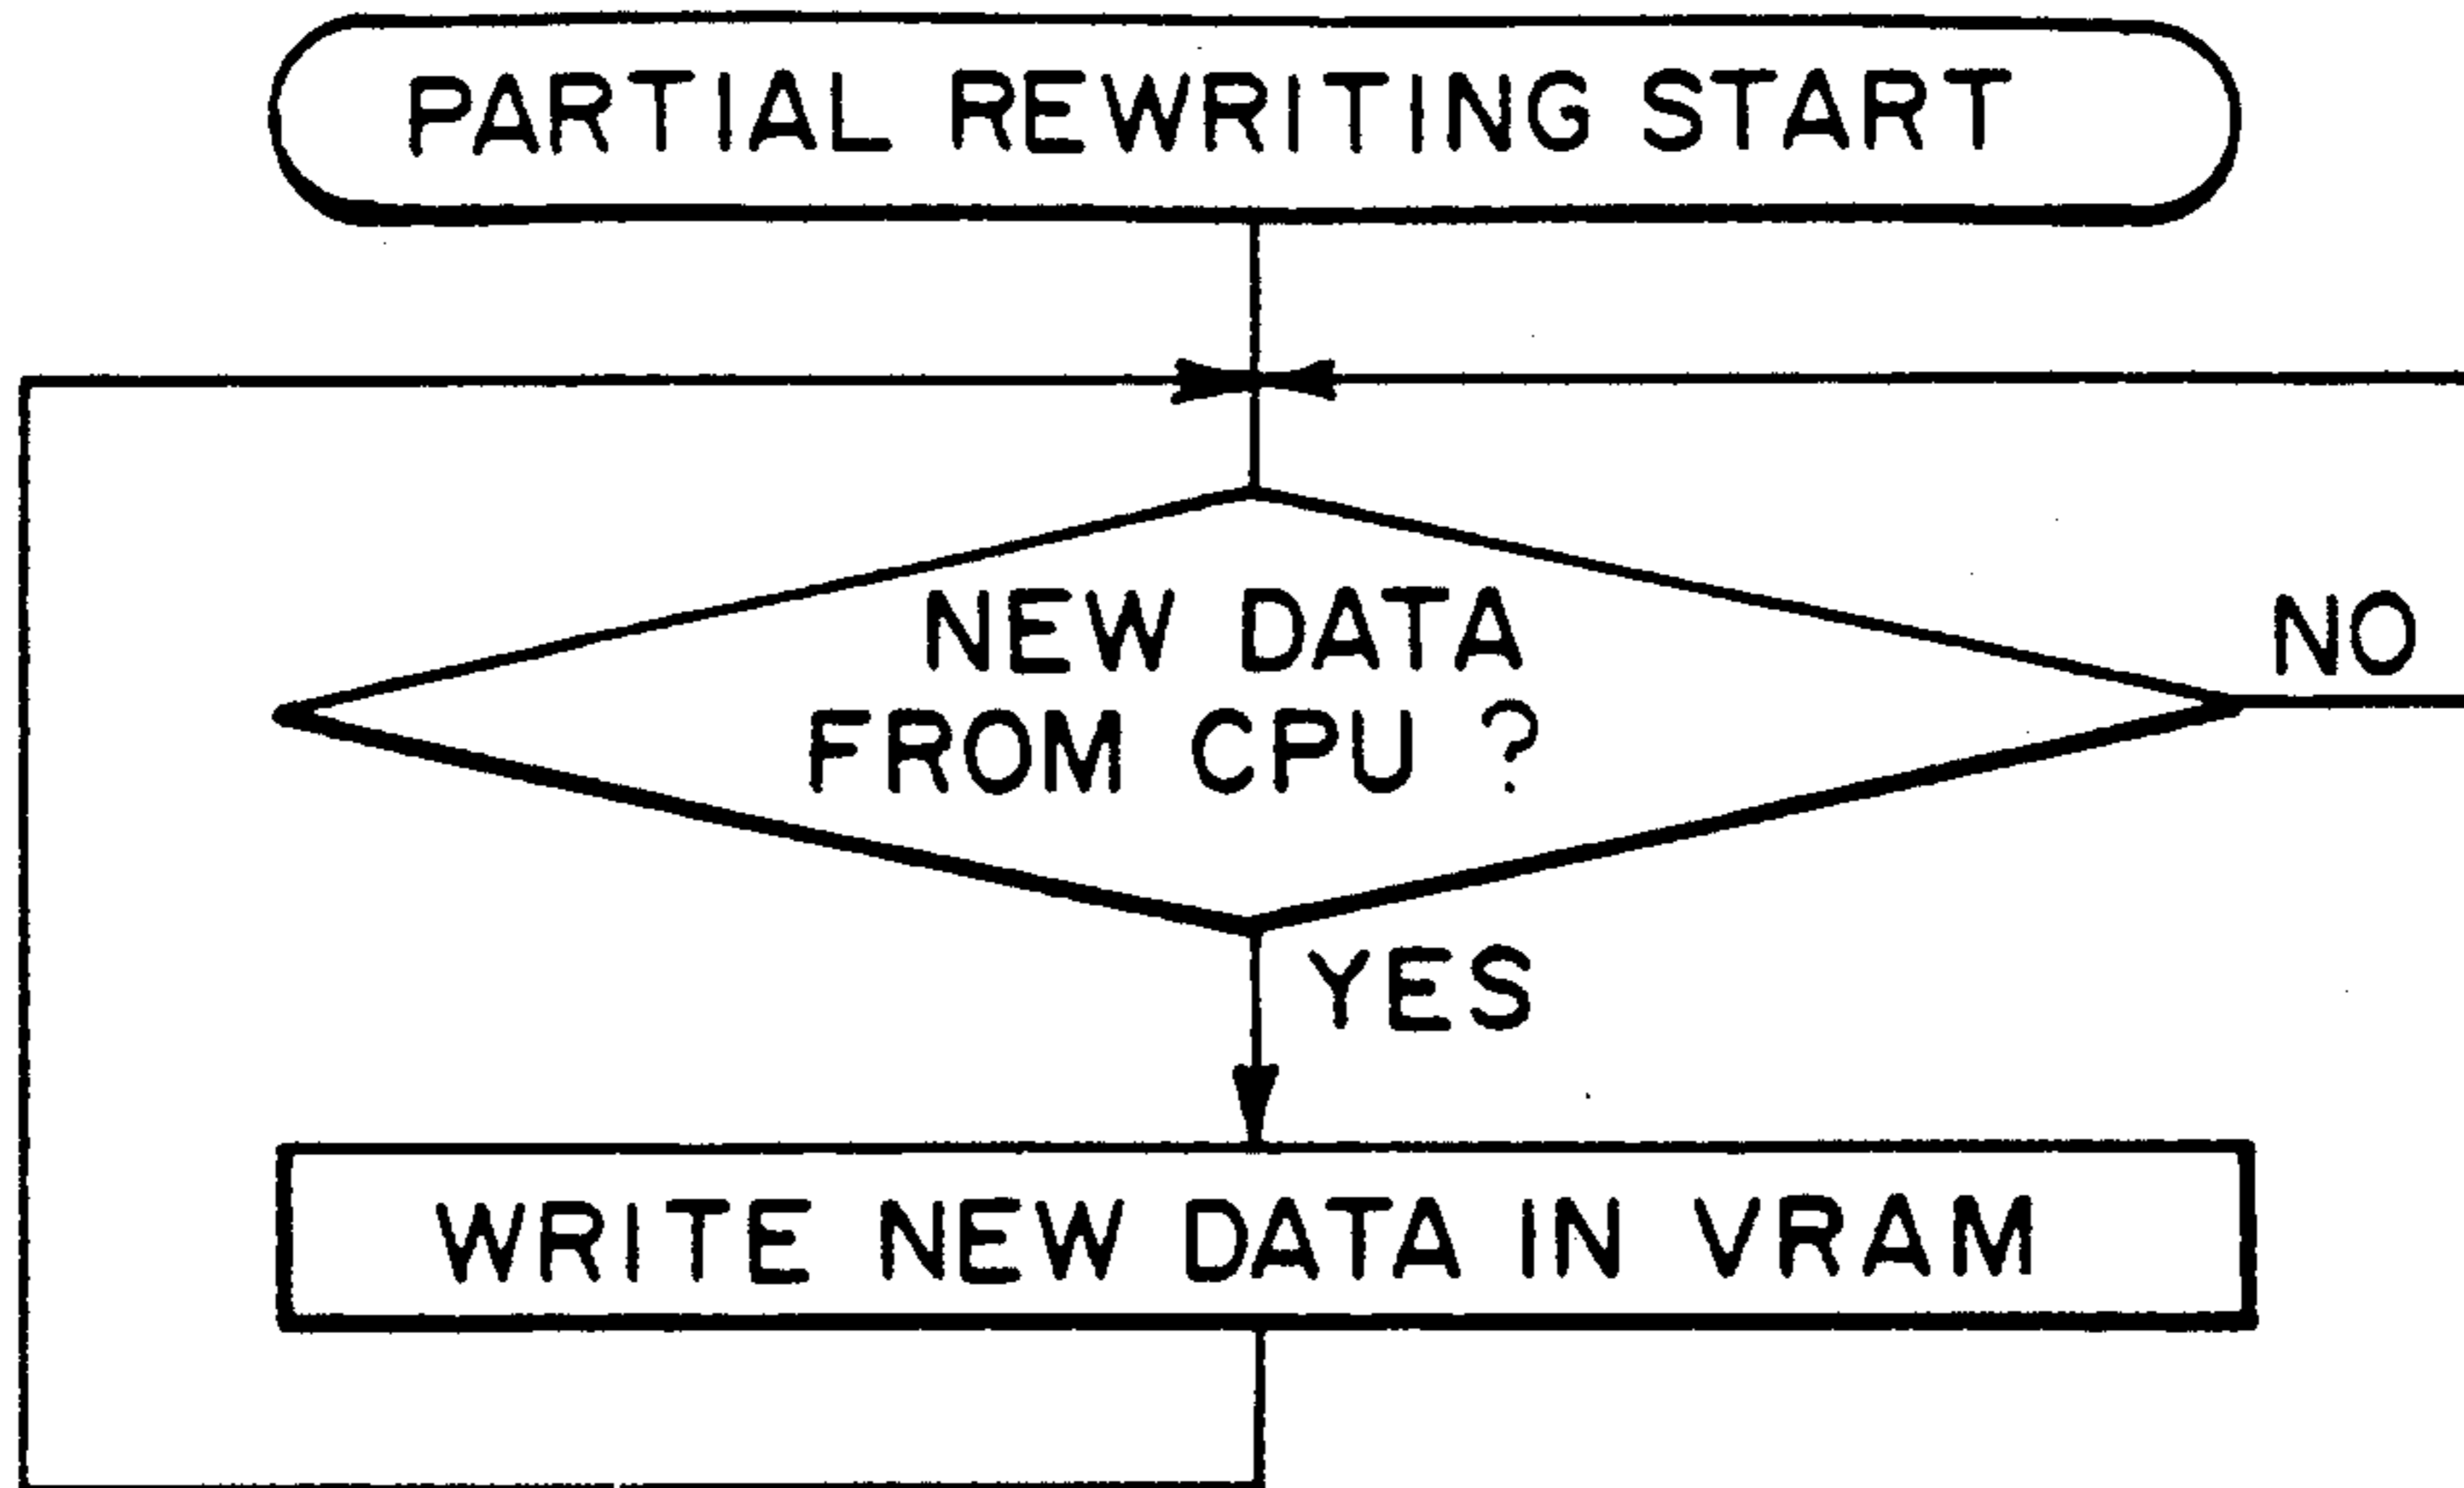 PARTIAL REWRITING START
NEW DATA
FROM CPU ?
NO
YES
WRITE NEW DATA IN VRAM